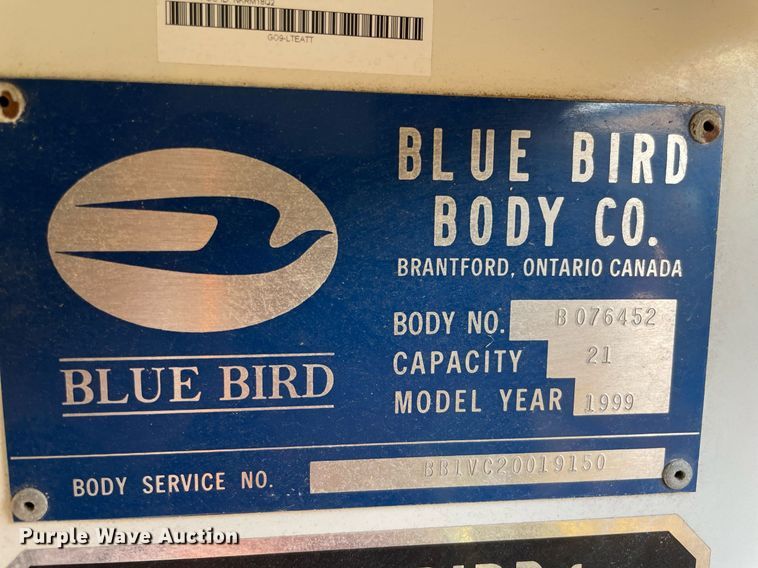 G09-LTEATT
BLUE BIRD
BODY CO.
BRANTFORD, ONTARIO CANADA
BODY NO. B 076452
CAPACITY 21
MODEL YEAR 1999
BLUE BIRD
BODY SERVICE NO. BB1VC20019150
Purple Wave Auction